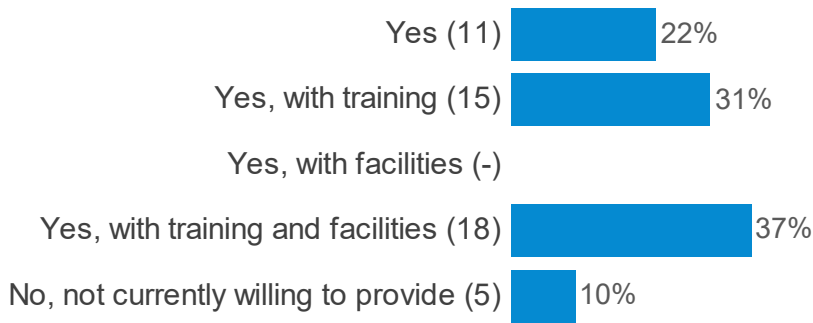 Yes (11) 22%
Yes, with training (15) 31%
Yes, with facilities (-)
Yes, with training and facilities (18) 37%
No, not currently willing to provide (5) 10%